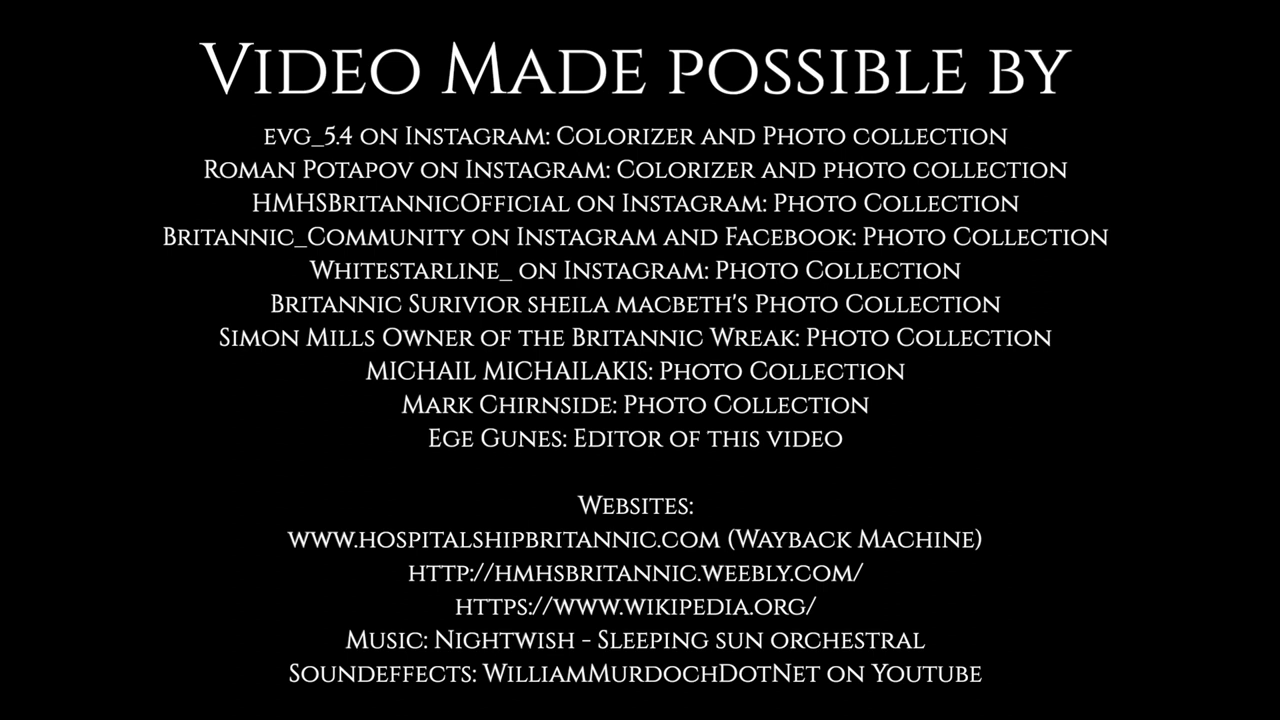 Video Made possible by
evg_5.4 on Instagram: Colorizer and Photo collection
Roman Potapov on Instagram: Colorizer and photo collection
HMHSBritannicOfficial on Instagram: Photo Collection
Britannic_Community on Instagram and Facebook: Photo Collection
Whitestarline_ on Instagram: Photo Collection
Britannic Surivior sheila macbeth's Photo Collection
Simon Mills Owner of the Britannic Wreak: Photo Collection
MICHAIL MICHAILAKIS: Photo Collection
Mark Chirnside: Photo Collection
Ege Gunes: Editor of this video
Websites:
www.hospitalshipbritannic.com (Wayback Machine)
http://hmhsbritannic.weebly.com/
https://www.wikipedia.org/
Music: Nightwish - Sleeping sun orchestral
Soundeffects: WilliamMurdochDotNet on Youtube